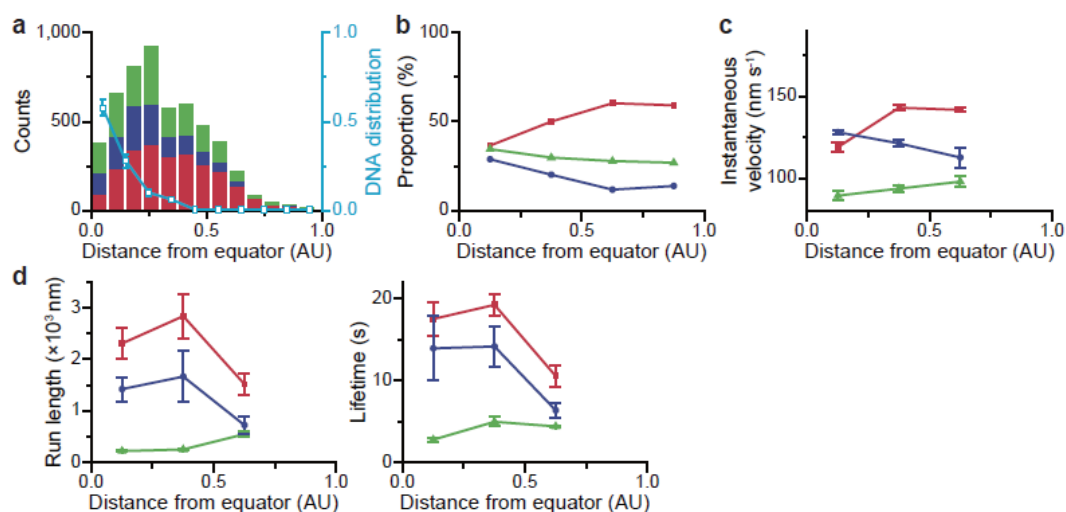 a
1,000
500
0
Counts
1.0
0.5
0.0
DNA distribution
0.0
0.5
1.0
Distance from equator (AU)
b
100
50
0
Proportion (%)
0.0
0.5
1.0
Distance from equator (AU)
c
150
100
Instantaneous
velocity (nm s⁻¹)
0.0
0.5
1.0
Distance from equator (AU)
d
3
2
1
0
Run length (×10³ nm)
0.0
0.5
1.0
Distance from equator (AU)
20
10
0
Lifetime (s)
0.0
0.5
1.0
Distance from equator (AU)